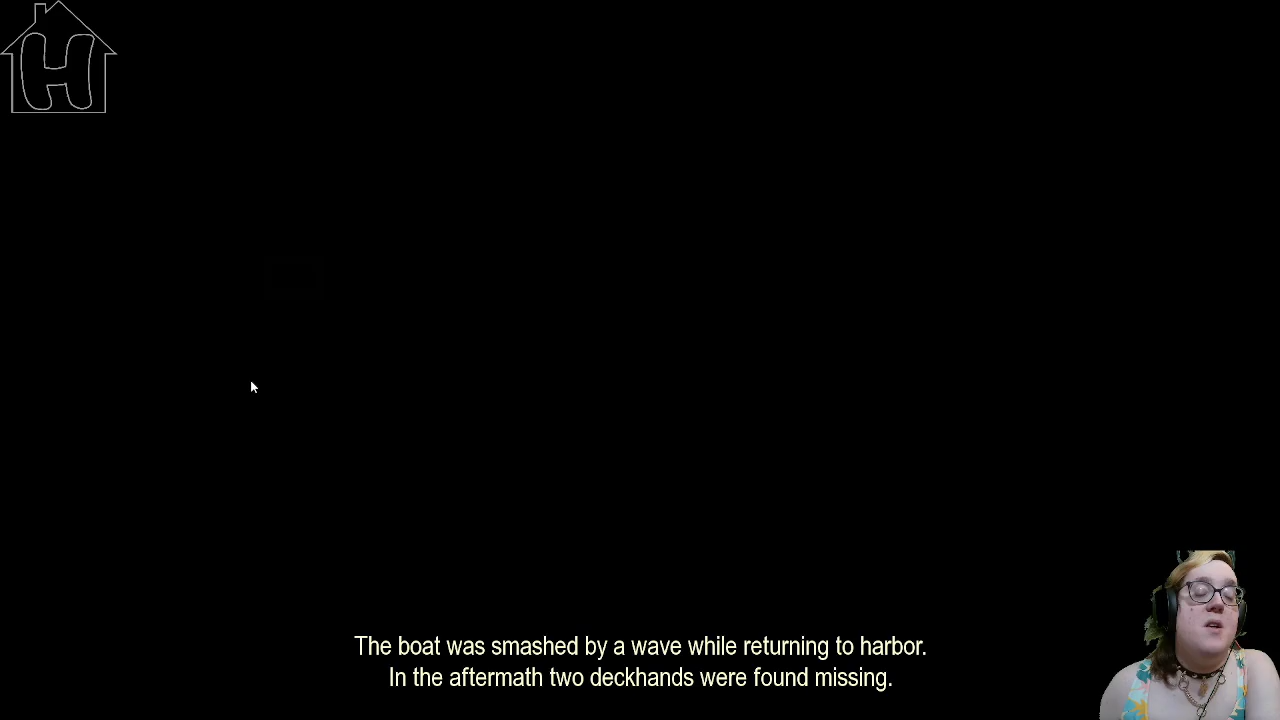 H
The boat was smashed by a wave while returning to harbor.
In the aftermath two deckhands were found missing.